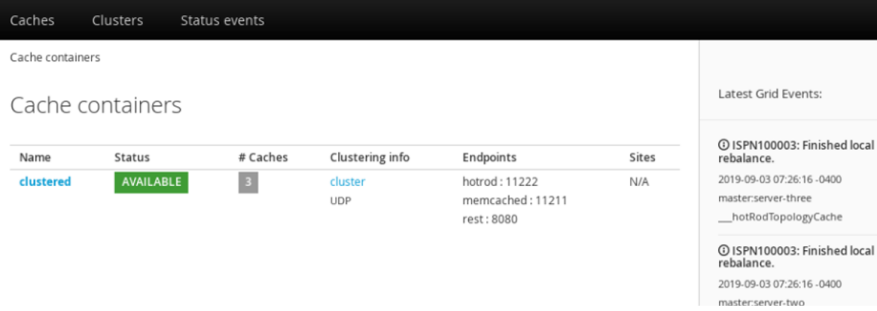 Caches Clusters Status events
Cache containers
Cache containers
Name Status # Caches Clustering info Endpoints Sites
clustered AVAILABLE 3 cluster hotrod : 11222 N/A
UDP memcached : 11211
rest : 8080
Latest Grid Events:
ISPN100003: Finished local
rebalance.
2019-09-03 07:26:16 -0400
master:server-three
___hotRodTopologyCache
ISPN100003: Finished local
rebalance.
2019-09-03 07:26:16 -0400
master:server-two